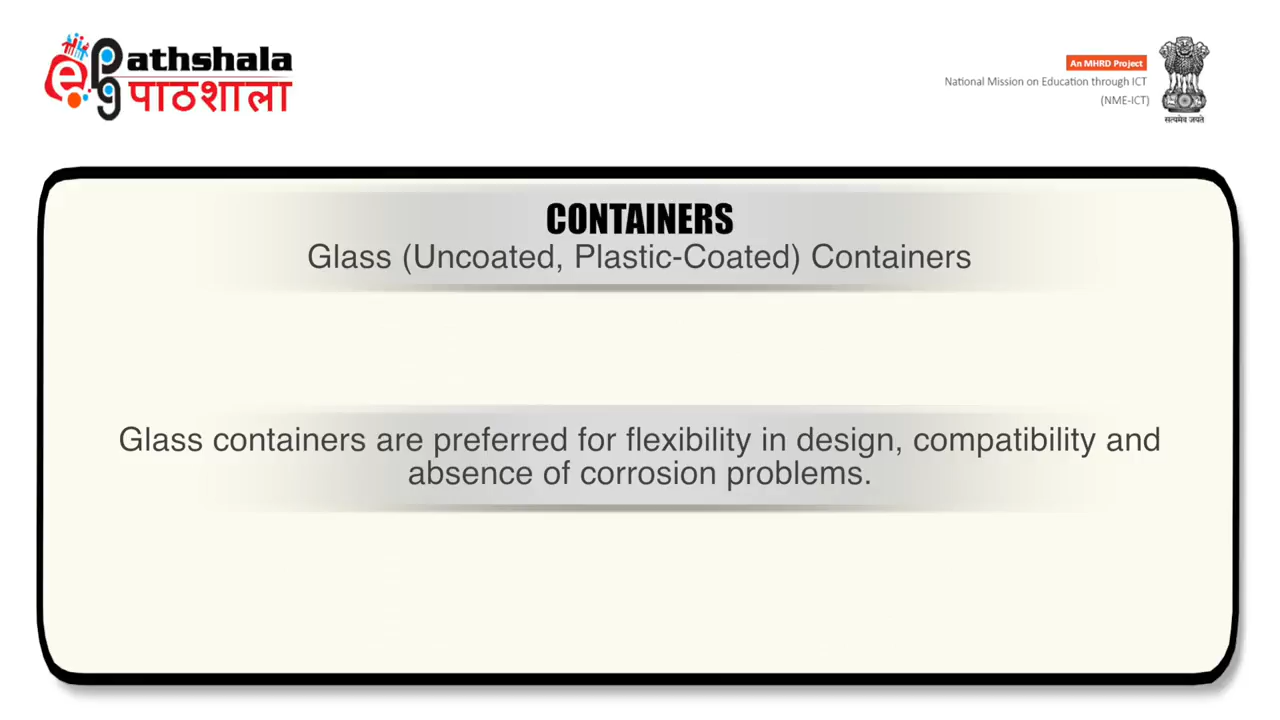 e
Pg
athshala
पाठशाला
An MHRD Project
National Mission on Education through ICT
(NME-ICT)
सत्यमेव जयते
CONTAINERS
Glass (Uncoated, Plastic-Coated) Containers
Glass containers are preferred for flexibility in design, compatibility and
absence of corrosion problems.